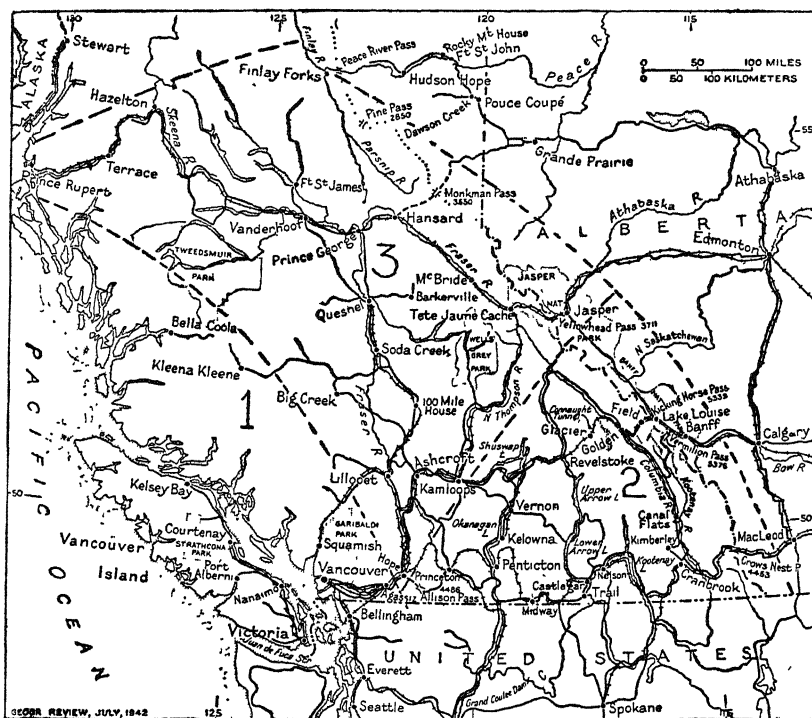 130
125
120
115
ALASKA
Stewart
Finlay R
Peace River Pass
Rocky Mt House
Ft St John
Peace R
100 MILES
0 50 100 KILOMETERS
Finlay Forks
Hudson Hope
Hazelton
Skeena R
Pine Pass
2850
Dawson Creek
Pouce Coupé
55
Parsnip R
Grande Prairie
Terrace
Prince Rupert
Ft St James
Monkman Pass
3550
Athabaska R
Athabaska
Vanderhoof
Hansard
ALBERTA
Prince George
Edmonton
TWEEDSMUIR
PARK
3
Fraser R
JASPER
McBride
Barkerville
NAT
Jasper
Quesnel
Tete Jaune Cache
Yellowhead Pass 3711
PARK
Bella Coola
WELLS
GREY
PARK
N Saskatchewan
Soda Creek
Kleena Kleene
BANFF
N Thompson R
Kicking Horse Pass
5339
PACIFIC OCEAN
1
Big Creek
100 Mile
House
Connaught
Tunnel
Field
Lake Louise
Fraser R
Glacier
Banff
Golden
Calgary
Shuswap
L
Ashcroft
Revelstoke
Vermilion Pass
5376
Bow R
Lillooet
Kamloops
2
Columbia R
50
Kelsey Bay
Vernon
Upper
Arrow L
Canal
Flats
50
GARIBALDI
PARK
Okanagan
L
Courtenay
STRATHCONA
PARK
Squamish
Kelowna
Lower
Arrow L
Kimberley
MacLeod
Vancouver
Island
Port
Alberni
Vancouver
Hope
Princeton
Penticton
Nelson
Kootenay
Crows Nest P
4453
Castlegar
Cranbrook
Nanaimo
Agassiz
4486
Allison Pass
Trail
Midway
Bellingham
Victoria
Juan de Fuca St
UNITED STATES
Everett
Grand Coulee Dam
C
Seattle
Spokane
GEOGR REVIEW, JULY, 1942
125